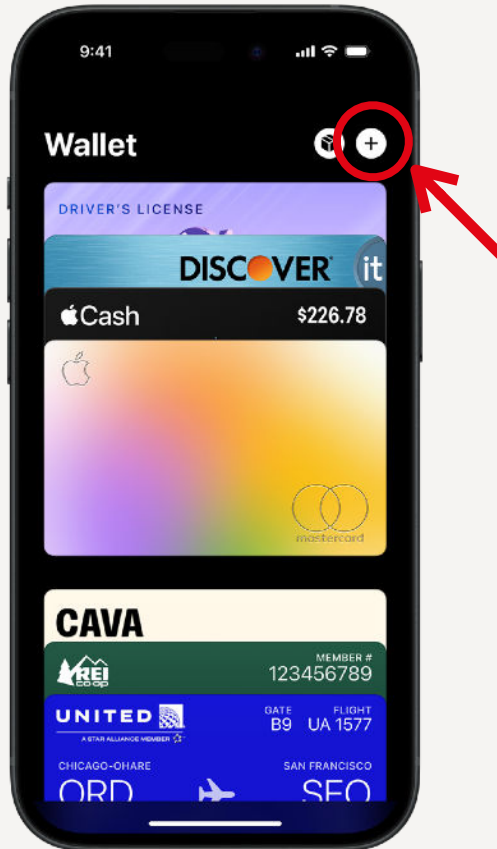 9:41
Wallet
DRIVER'S LICENSE
DISCOVER it
Cash $226.78
mastercard
CAVA
REI
co·op
MEMBER #
123456789
UNITED
A STAR ALLIANCE MEMBER
GATE FLIGHT
B9 UA 1577
CHICAGO-OHARE SAN FRANCISCO
ORD SFO